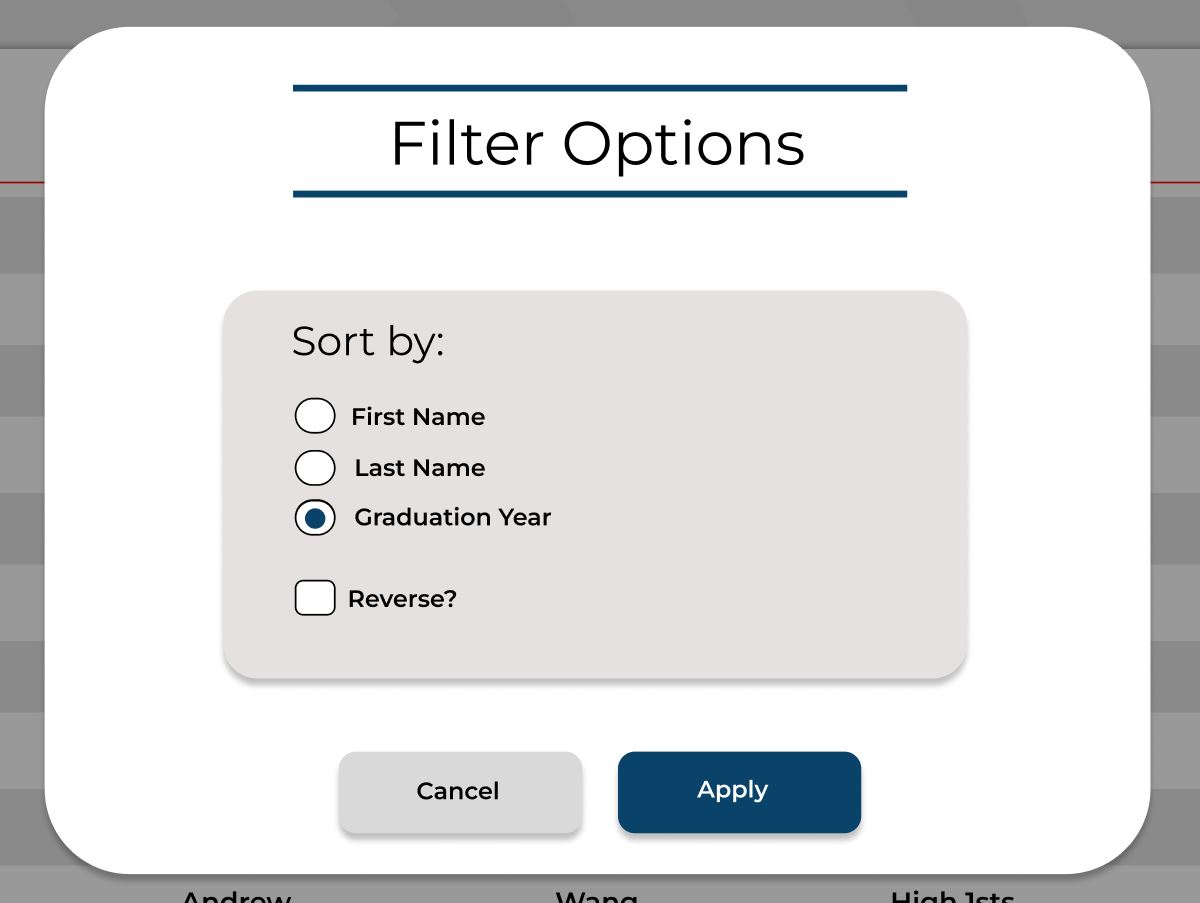 Filter Options
Sort by:
First Name
Last Name
Graduation Year
Reverse?
Cancel
Apply
Andrew Wang High 1sts